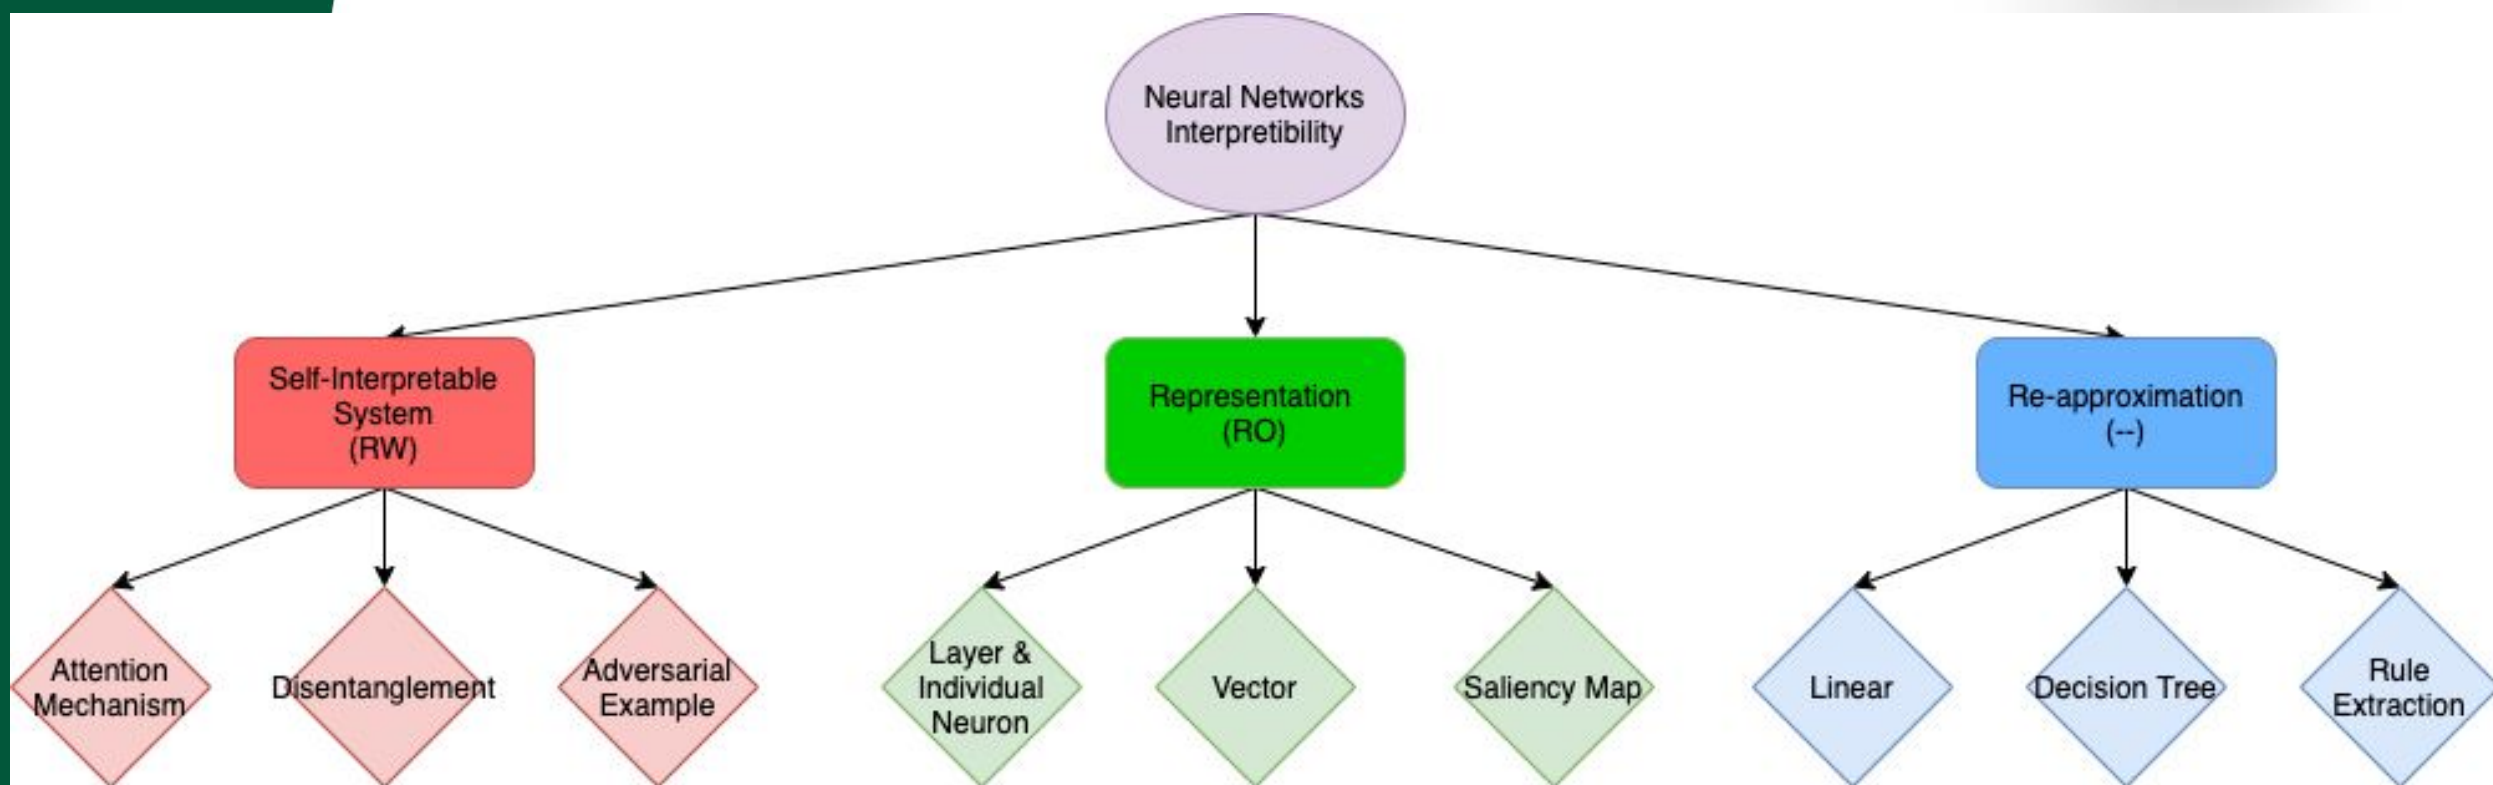 Neural Networks
Interpretibility
Self-Interpretable
System
(RW)
Representation
(RO)
Re-approximation
(--)
Attention
Mechanism
Disentanglement
Adversarial
Example
Layer &
Individual
Neuron
Vector
Saliency Map
Linear
Decision Tree
Rule
Extraction